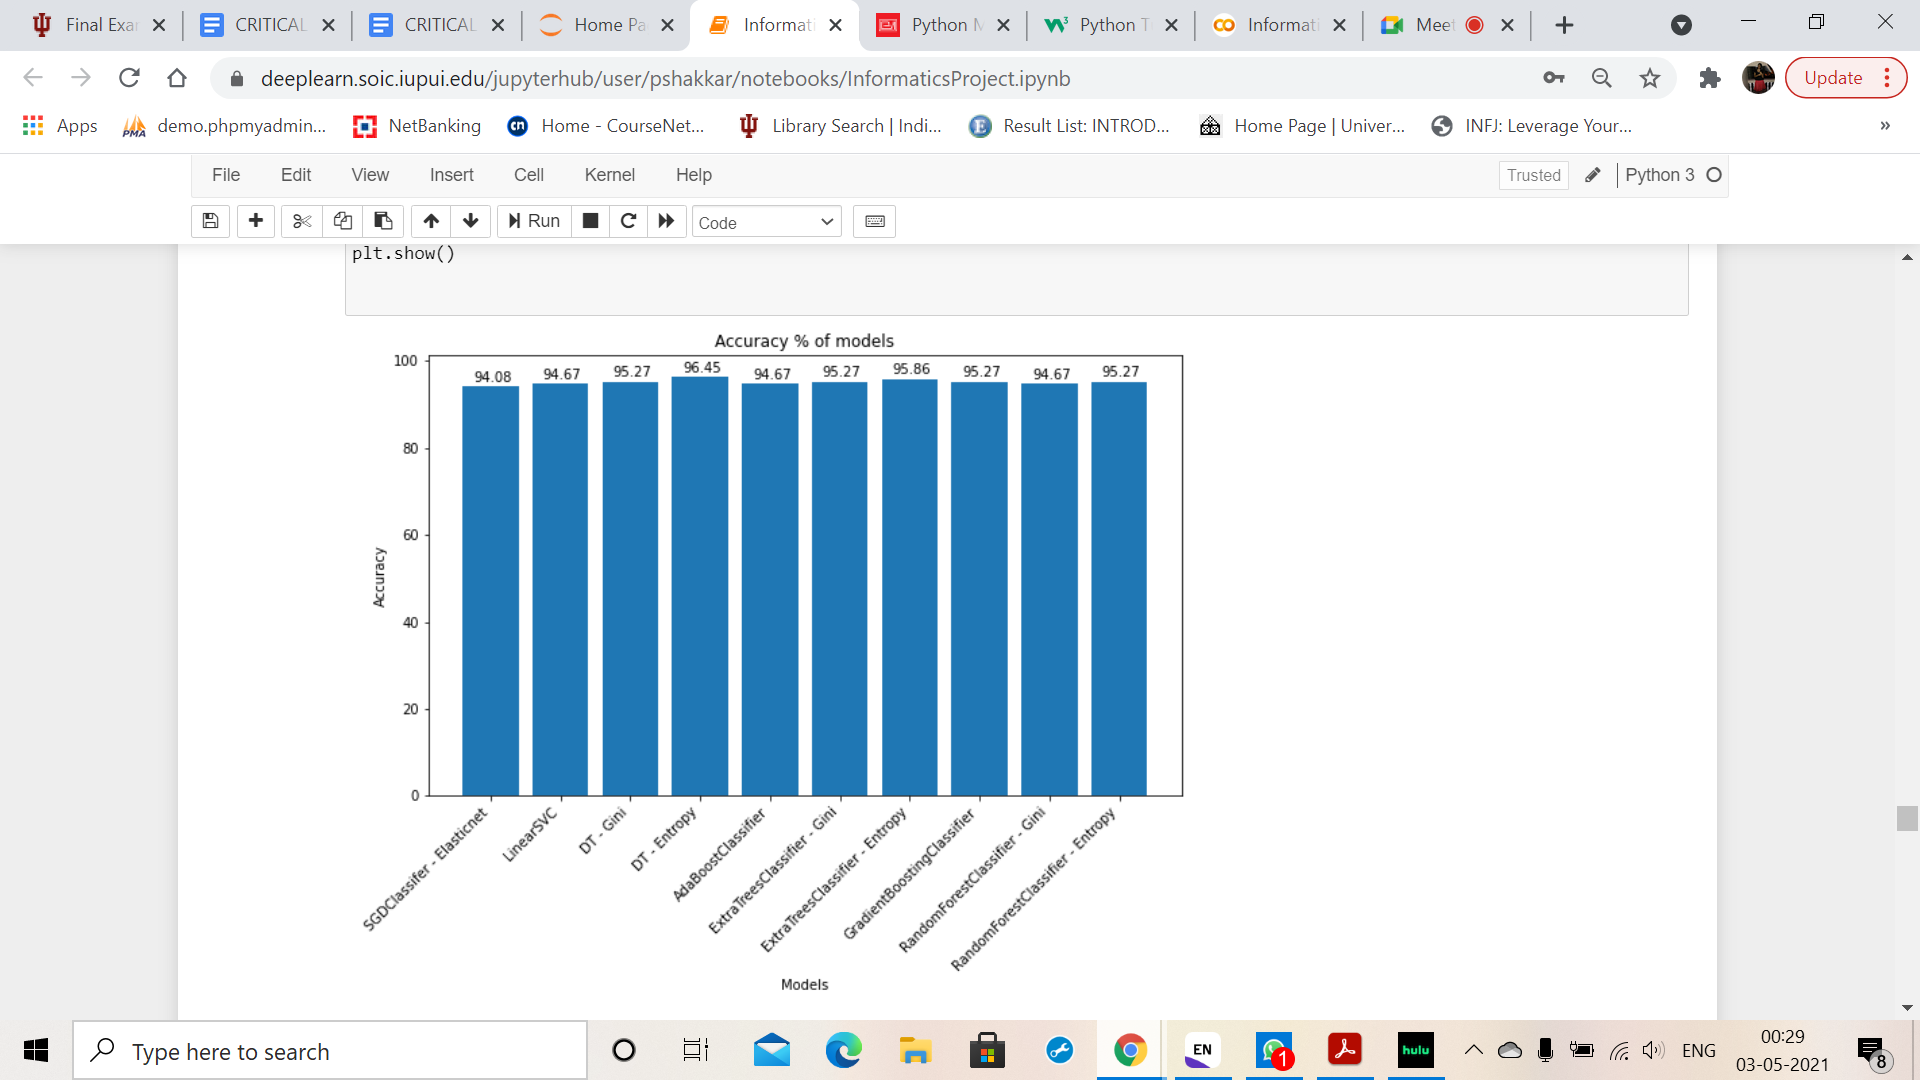 Final Exa
CRITICAL
CRITICAL
Home Pa
Informati
Python M
Python T
Informati
Meet
deeplearn.soic.iupui.edu/jupyterhub/user/pshakkar/notebooks/InformaticsProject.ipynb
Update
Apps
PMA
demo.phpmyadmin...
NetBanking
cn
Home - CourseNet...
Library Search | Indi...
Result List: INTROD...
Home Page | Univer...
INFJ: Leverage Your...
»
File Edit View Insert Cell Kernel Help
Trusted
Python 3
Run
Code
plt.show()
Accuracy % of models
100
80
60
40
20
0
Accuracy
94.08
94.67
95.27
96.45
94.67
95.27
95.86
95.27
94.67
95.27
SGDClassifer - Elasticnet
LinearSVC
DT - Gini
DT - Entropy
AdaBoostClassifier
ExtraTreesClassifier - Gini
ExtraTreesClassifier - Entropy
GradientBoostingClassifier
RandomForestClassifier - Gini
RandomForestClassifier - Entropy
Models
Type here to search
EN
1
hulu
ENG
00:29
03-05-2021
8